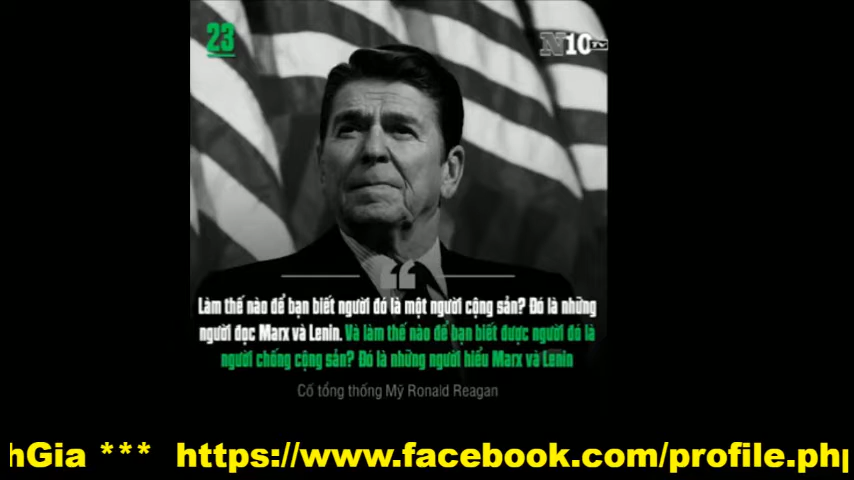 23
N10 TV
Làm thế nào để bạn biết người đó là một người cộng sản? Đó là những
người đọc Marx và Lenin. Và làm thế nào để bạn biết được người đó là
người chống cộng sản? Đó là những người hiểu Marx và Lenin
Cố tổng thống Mỹ Ronald Reagan
hGia *** https://www.facebook.com/profile.php